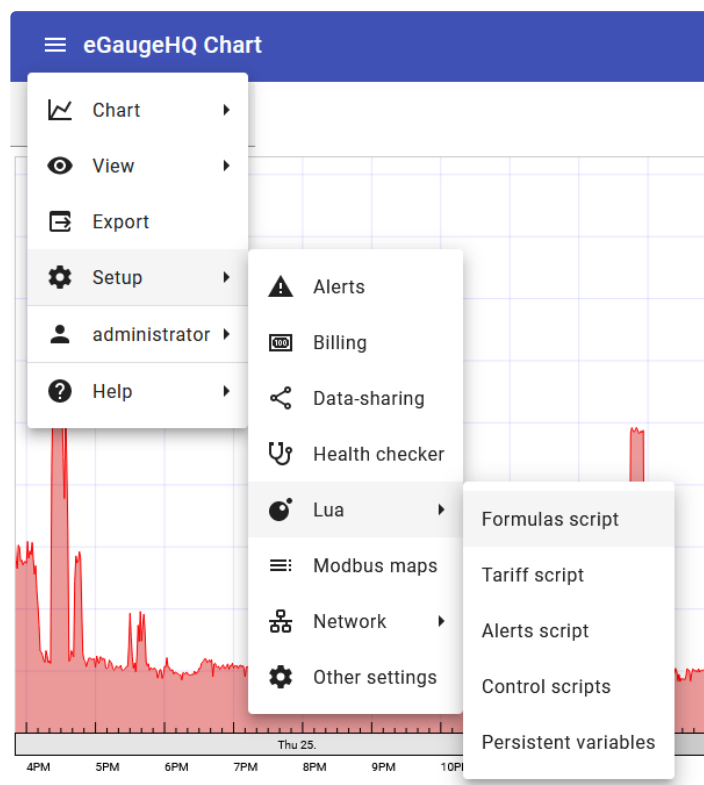 eGaugeHQ Chart
Chart
View
Export
Setup
administrator
Help
Alerts
Billing
100
Data-sharing
Health checker
Lua
Modbus maps
Network
Other settings
Formulas script
Tariff script
Alerts script
Control scripts
Persistent variables
Thu 25.
4PM 5PM 6PM 7PM 8PM 9PM